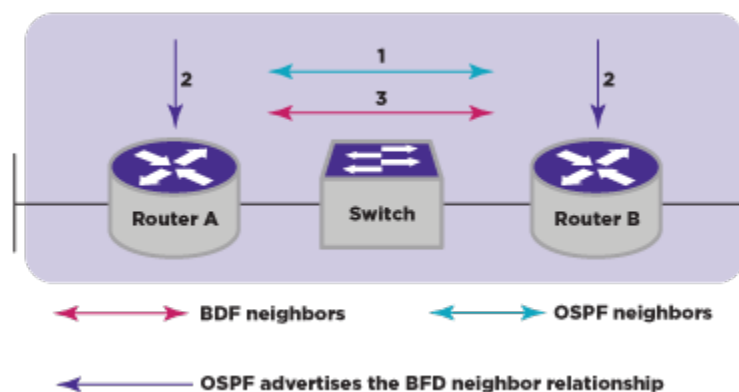 1
2
2
3
Router A
Switch
Router B
BDF neighbors
OSPF neighbors
OSPF advertises the BFD neighbor relationship